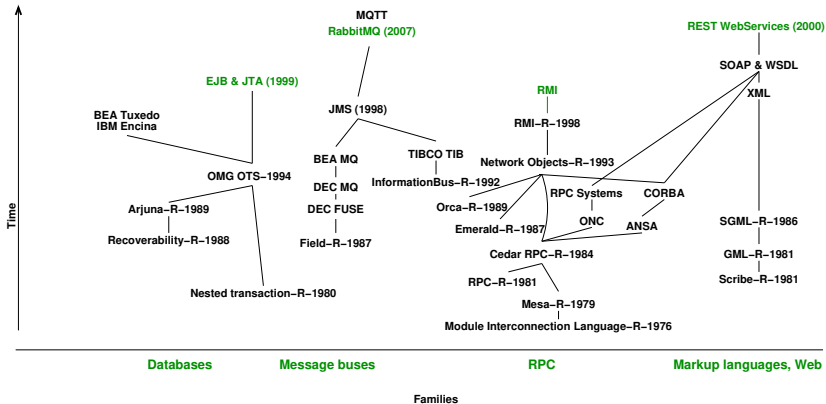 MQTT
RabbitMQ (2007)
REST WebServices (2000)
SOAP & WSDL
EJB & JTA (1999)
RMI
XML
BEA Tuxedo
IBM Encina
JMS (1998)
RMI–R–1998
BEA MQ
TIBCO TIB
Network Objects–R–1993
OMG OTS–1994
DEC MQ
InformationBus–R–1992
RPC Systems
CORBA
Arjuna–R–1989
DEC FUSE
Orca–R–1989
Emerald–R–1987
ONC
ANSA
SGML–R–1986
Recoverability–R–1988
Field–R–1987
Cedar RPC–R–1984
GML–R–1981
RPC–R–1981
Scribe–R–1981
Nested transaction–R–1980
Mesa–R–1979
Module Interconnection Language–R–1976
Time
Databases
Message buses
RPC
Markup languages, Web
Families